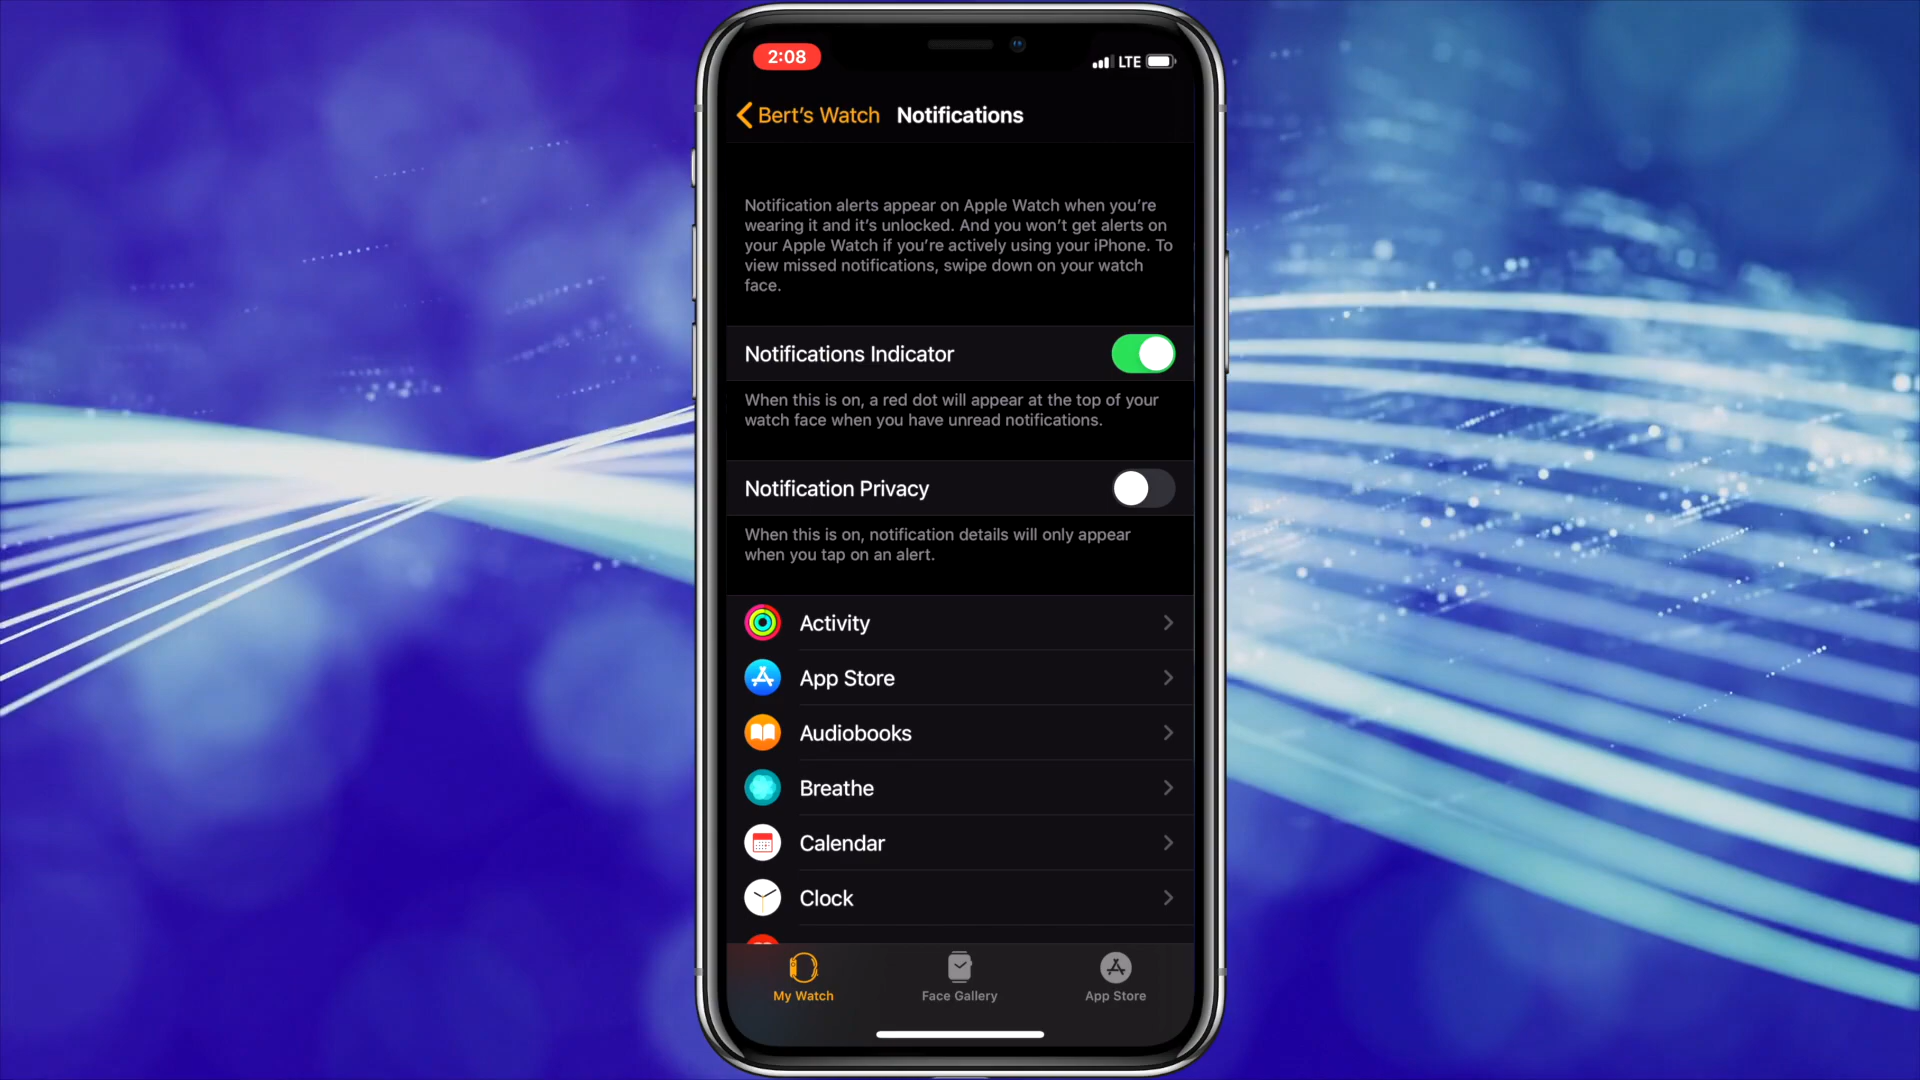 2:08
LTE
Bert's Watch Notifications
Notification alerts appear on Apple Watch when you're
wearing it and it's unlocked. And you won't get alerts on
your Apple Watch if you're actively using your iPhone. To
view missed notifications, swipe down on your watch
face.
Notifications Indicator
When this is on, a red dot will appear at the top of your
watch face when you have unread notifications.
Notification Privacy
When this is on, notification details will only appear
when you tap on an alert.
Activity
App Store
Audiobooks
Breathe
Calendar
Clock
My Watch
Face Gallery
App Store